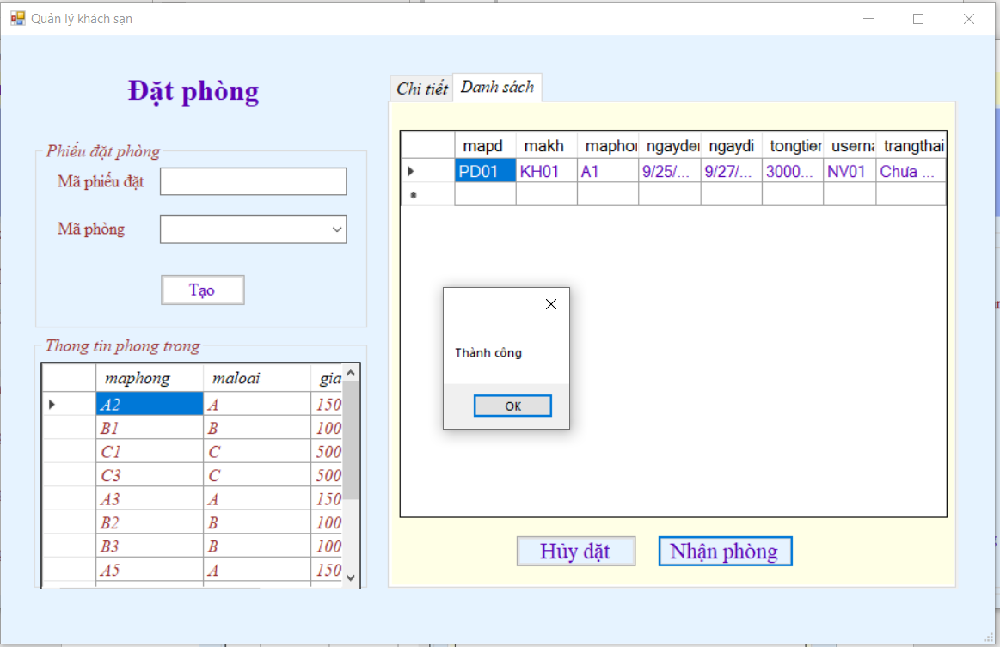 Quản lý khách sạn
Đặt phòng
Phiếu đặt phòng
Mã phiếu đặt
Mã phòng
Tạo
Thong tin phong trong
maphong maloai gia
A2 A 150
B1 B 100
C1 C 500
C3 C 500
A3 A 150
B2 B 100
B3 B 100
A5 A 150
Chi tiết Danh sách
mapd makh maphon ngayden ngaydi tongtien userna trangthai
PD01 KH01 A1 9/25/... 9/27/... 3000... NV01 Chưa ...
Thành công
OK
Hủy đặt Nhận phòng